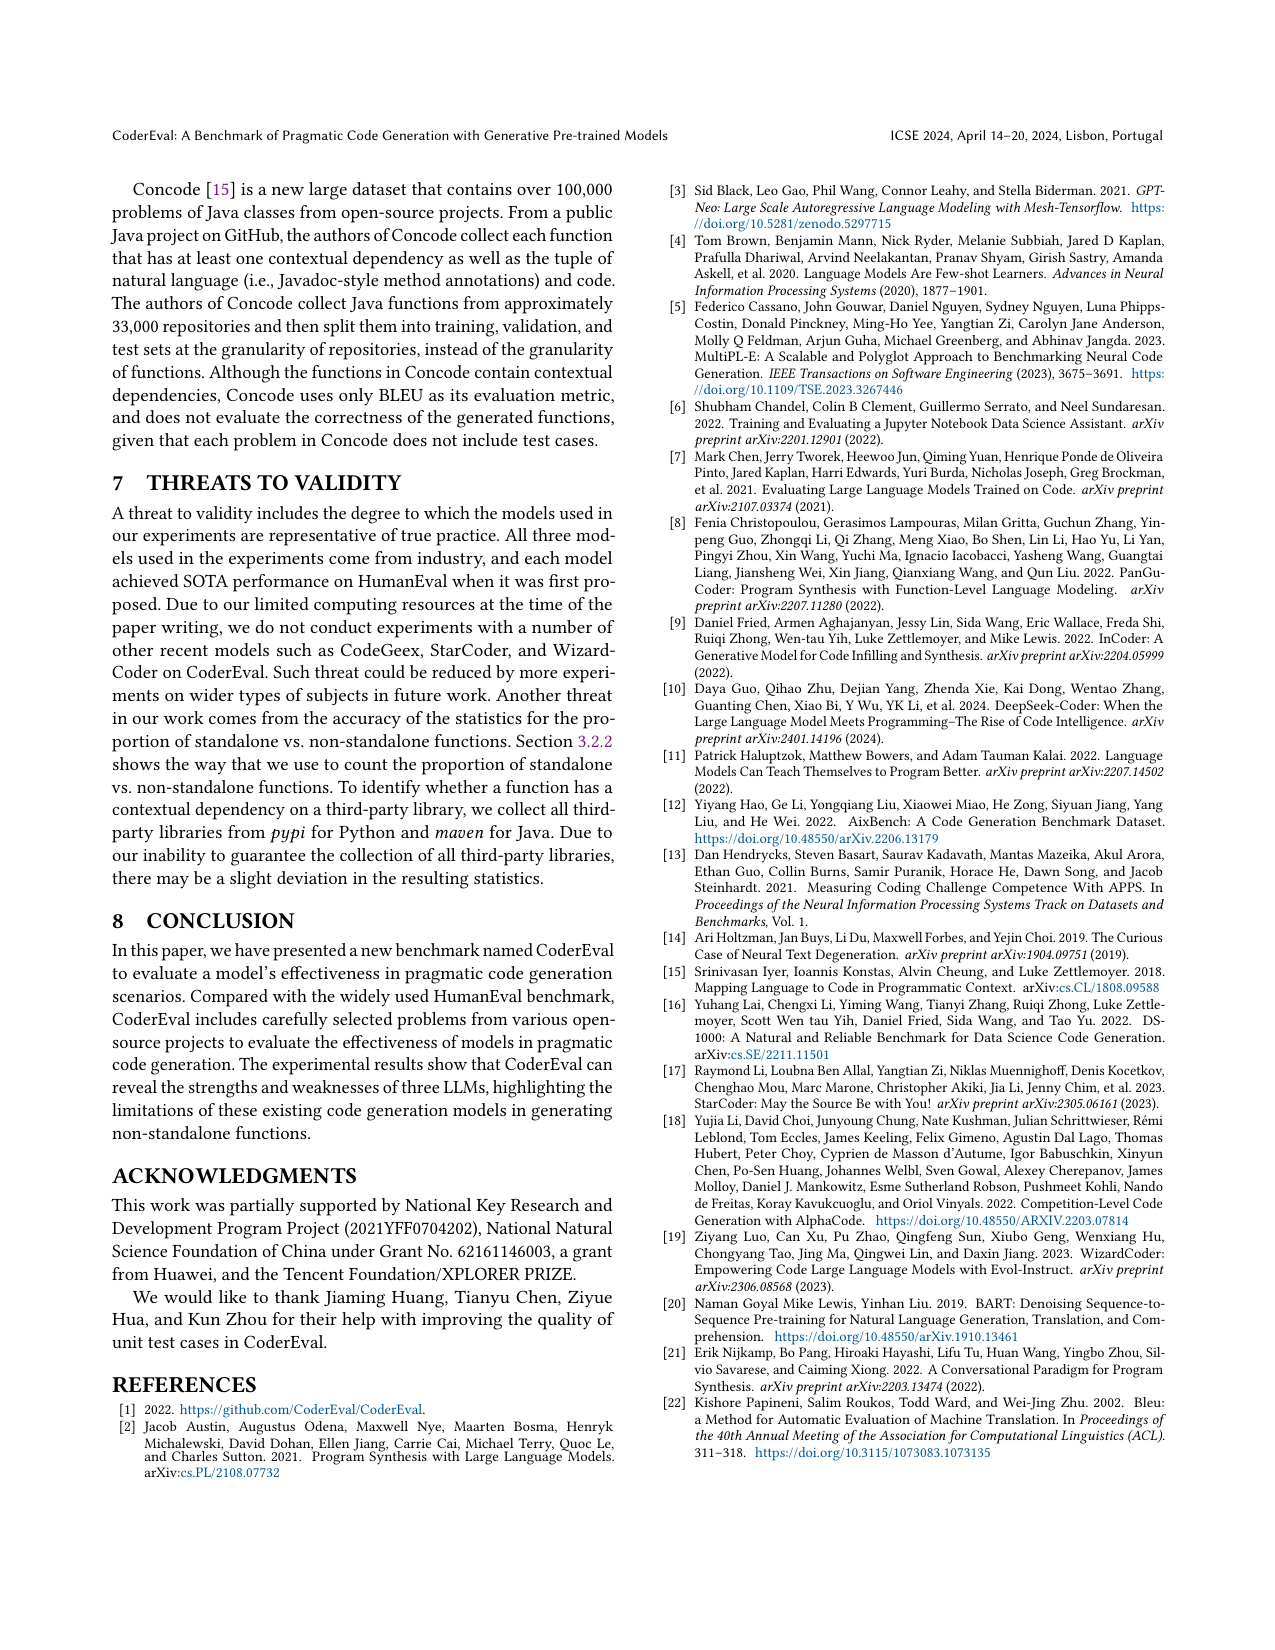 CoderEval: A Benchmark of Pragmatic Code Generation with Generative Pre-trained Models
ICSE 2024, April 14–20, 2024, Lisbon, Portugal
Concode [15] is a new large dataset that contains over 100,000
problems of Java classes from open-source projects. From a public
Java project on GitHub, the authors of Concode collect each function
that has at least one contextual dependency as well as the tuple of
natural language (i.e., Javadoc-style method annotations) and code.
The authors of Concode collect Java functions from approximately
33,000 repositories and then split them into training, validation, and
test sets at the granularity of repositories, instead of the granularity
of functions. Although the functions in Concode contain contextual
dependencies, Concode uses only BLEU as its evaluation metric,
and does not evaluate the correctness of the generated functions,
given that each problem in Concode does not include test cases.
7 THREATS TO VALIDITY
A threat to validity includes the degree to which the models used in
our experiments are representative of true practice. All three mod-
els used in the experiments come from industry, and each model
achieved SOTA performance on HumanEval when it was first pro-
posed. Due to our limited computing resources at the time of the
paper writing, we do not conduct experiments with a number of
other recent models such as CodeGeex, StarCoder, and Wizard-
Coder on CoderEval. Such threat could be reduced by more experi-
ments on wider types of subjects in future work. Another threat
in our work comes from the accuracy of the statistics for the pro-
portion of standalone vs. non-standalone functions. Section 3.2.2
shows the way that we use to count the proportion of standalone
vs. non-standalone functions. To identify whether a function has a
contextual dependency on a third-party library, we collect all third-
party libraries from pypi for Python and maven for Java. Due to
our inability to guarantee the collection of all third-party libraries,
there may be a slight deviation in the resulting statistics.
8 CONCLUSION
In this paper, we have presented a new benchmark named CoderEval
to evaluate a model's effectiveness in pragmatic code generation
scenarios. Compared with the widely used HumanEval benchmark,
CoderEval includes carefully selected problems from various open-
source projects to evaluate the effectiveness of models in pragmatic
code generation. The experimental results show that CoderEval can
reveal the strengths and weaknesses of three LLMs, highlighting the
limitations of these existing code generation models in generating
non-standalone functions.
ACKNOWLEDGMENTS
This work was partially supported by National Key Research and
Development Program Project (2021YFF0704202), National Natural
Science Foundation of China under Grant No. 62161146003, a grant
from Huawei, and the Tencent Foundation/XPLORER PRIZE.
We would like to thank Jiaming Huang, Tianyu Chen, Ziyue
Hua, and Kun Zhou for their help with improving the quality of
unit test cases in CoderEval.
REFERENCES
[1] 2022. https://github.com/CoderEval/CoderEval.
[2] Jacob Austin, Augustus Odena, Maxwell Nye, Maarten Bosma, Henryk
Michalewski, David Dohan, Ellen Jiang, Carrie Cai, Michael Terry, Quoc Le,
and Charles Sutton. 2021. Program Synthesis with Large Language Models.
arXiv:cs.PL/2108.07732
[3] Sid Black, Leo Gao, Phil Wang, Connor Leahy, and Stella Biderman. 2021. GPT-
Neo: Large Scale Autoregressive Language Modeling with Mesh-Tensorflow. https:
//doi.org/10.5281/zenodo.5297715
[4] Tom Brown, Benjamin Mann, Nick Ryder, Melanie Subbiah, Jared D Kaplan,
Prafulla Dhariwal, Arvind Neelakantan, Pranav Shyam, Girish Sastry, Amanda
Askell, et al. 2020. Language Models Are Few-shot Learners. Advances in Neural
Information Processing Systems (2020), 1877–1901.
[5] Federico Cassano, John Gouwar, Daniel Nguyen, Sydney Nguyen, Luna Phipps-
Costin, Donald Pinckney, Ming-Ho Yee, Yangtian Zi, Carolyn Jane Anderson,
Molly Q Feldman, Arjun Guha, Michael Greenberg, and Abhinav Jangda. 2023.
MultiPL-E: A Scalable and Polyglot Approach to Benchmarking Neural Code
Generation. IEEE Transactions on Software Engineering (2023), 3675–3691. https:
//doi.org/10.1109/TSE.2023.3267446
[6] Shubham Chandel, Colin B Clement, Guillermo Serrato, and Neel Sundaresan.
2022. Training and Evaluating a Jupyter Notebook Data Science Assistant. arXiv
preprint arXiv:2201.12901 (2022).
[7] Mark Chen, Jerry Tworek, Heewoo Jun, Qiming Yuan, Henrique Ponde de Oliveira
Pinto, Jared Kaplan, Harri Edwards, Yuri Burda, Nicholas Joseph, Greg Brockman,
et al. 2021. Evaluating Large Language Models Trained on Code. arXiv preprint
arXiv:2107.03374 (2021).
[8] Fenia Christopoulou, Gerasimos Lampouras, Milan Gritta, Guchun Zhang, Yin-
peng Guo, Zhongqi Li, Qi Zhang, Meng Xiao, Bo Shen, Lin Li, Hao Yu, Li Yan,
Pingyi Zhou, Xin Wang, Yuchi Ma, Ignacio Iacobacci, Yasheng Wang, Guangtai
Liang, Jiansheng Wei, Xin Jiang, Qianxiang Wang, and Qun Liu. 2022. PanGu-
Coder: Program Synthesis with Function-Level Language Modeling. arXiv
preprint arXiv:2207.11280 (2022).
[9] Daniel Fried, Armen Aghajanyan, Jessy Lin, Sida Wang, Eric Wallace, Freda Shi,
Ruiqi Zhong, Wen-tau Yih, Luke Zettlemoyer, and Mike Lewis. 2022. InCoder: A
Generative Model for Code Infilling and Synthesis. arXiv preprint arXiv:2204.05999
(2022).
[10] Daya Guo, Qihao Zhu, Dejian Yang, Zhenda Xie, Kai Dong, Wentao Zhang,
Guanting Chen, Xiao Bi, Y Wu, YK Li, et al. 2024. DeepSeek-Coder: When the
Large Language Model Meets Programming–The Rise of Code Intelligence. arXiv
preprint arXiv:2401.14196 (2024).
[11] Patrick Haluptzok, Matthew Bowers, and Adam Tauman Kalai. 2022. Language
Models Can Teach Themselves to Program Better. arXiv preprint arXiv:2207.14502
(2022).
[12] Yiyang Hao, Ge Li, Yongqiang Liu, Xiaowei Miao, He Zong, Siyuan Jiang, Yang
Liu, and He Wei. 2022. AixBench: A Code Generation Benchmark Dataset.
https://doi.org/10.48550/arXiv.2206.13179
[13] Dan Hendrycks, Steven Basart, Saurav Kadavath, Mantas Mazeika, Akul Arora,
Ethan Guo, Collin Burns, Samir Puranik, Horace He, Dawn Song, and Jacob
Steinhardt. 2021. Measuring Coding Challenge Competence With APPS. In
Proceedings of the Neural Information Processing Systems Track on Datasets and
Benchmarks, Vol. 1.
[14] Ari Holtzman, Jan Buys, Li Du, Maxwell Forbes, and Yejin Choi. 2019. The Curious
Case of Neural Text Degeneration. arXiv preprint arXiv:1904.09751 (2019).
[15] Srinivasan Iyer, Ioannis Konstas, Alvin Cheung, and Luke Zettlemoyer. 2018.
Mapping Language to Code in Programmatic Context. arXiv:cs.CL/1808.09588
[16] Yuhang Lai, Chengxi Li, Yiming Wang, Tianyi Zhang, Ruiqi Zhong, Luke Zettle-
moyer, Scott Wen tau Yih, Daniel Fried, Sida Wang, and Tao Yu. 2022. DS-
1000: A Natural and Reliable Benchmark for Data Science Code Generation.
arXiv:cs.SE/2211.11501
[17] Raymond Li, Loubna Ben Allal, Yangtian Zi, Niklas Muennighoff, Denis Kocetkov,
Chenghao Mou, Marc Marone, Christopher Akiki, Jia Li, Jenny Chim, et al. 2023.
StarCoder: May the Source Be with You! arXiv preprint arXiv:2305.06161 (2023).
[18] Yujia Li, David Choi, Junyoung Chung, Nate Kushman, Julian Schrittwieser, Rémi
Leblond, Tom Eccles, James Keeling, Felix Gimeno, Agustin Dal Lago, Thomas
Hubert, Peter Choy, Cyprien de Masson d'Autume, Igor Babuschkin, Xinyun
Chen, Po-Sen Huang, Johannes Welbl, Sven Gowal, Alexey Cherepanov, James
Molloy, Daniel J. Mankowitz, Esme Sutherland Robson, Pushmeet Kohli, Nando
de Freitas, Koray Kavukcuoglu, and Oriol Vinyals. 2022. Competition-Level Code
Generation with AlphaCode. https://doi.org/10.48550/ARXIV.2203.07814
[19] Ziyang Luo, Can Xu, Pu Zhao, Qingfeng Sun, Xiubo Geng, Wenxiang Hu,
Chongyang Tao, Jing Ma, Qingwei Lin, and Daxin Jiang. 2023. WizardCoder:
Empowering Code Large Language Models with Evol-Instruct. arXiv preprint
arXiv:2306.08568 (2023).
[20] Naman Goyal Mike Lewis, Yinhan Liu. 2019. BART: Denoising Sequence-to-
Sequence Pre-training for Natural Language Generation, Translation, and Com-
prehension. https://doi.org/10.48550/arXiv.1910.13461
[21] Erik Nijkamp, Bo Pang, Hiroaki Hayashi, Lifu Tu, Huan Wang, Yingbo Zhou, Sil-
vio Savarese, and Caiming Xiong. 2022. A Conversational Paradigm for Program
Synthesis. arXiv preprint arXiv:2203.13474 (2022).
[22] Kishore Papineni, Salim Roukos, Todd Ward, and Wei-Jing Zhu. 2002. Bleu:
a Method for Automatic Evaluation of Machine Translation. In Proceedings of
the 40th Annual Meeting of the Association for Computational Linguistics (ACL).
311–318. https://doi.org/10.3115/1073083.1073135